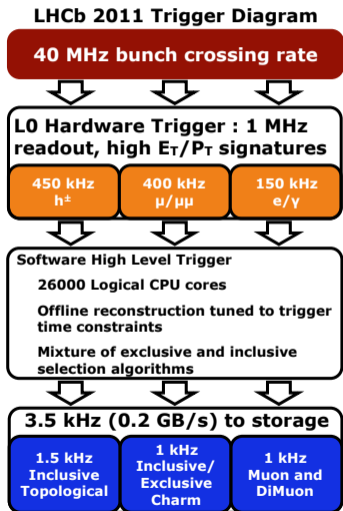 LHCb 2011 Trigger Diagram
40 MHz bunch crossing rate
L0 Hardware Trigger : 1 MHz
readout, high E_T/P_T signatures
450 kHz
h±
400 kHz
μ/μμ
150 kHz
e/γ
Software High Level Trigger
26000 Logical CPU cores
Offline reconstruction tuned to trigger
time constraints
Mixture of exclusive and inclusive
selection algorithms
3.5 kHz (0.2 GB/s) to storage
1.5 kHz
Inclusive
Topological
1 kHz
Inclusive/
Exclusive
Charm
1 kHz
Muon and
DiMuon